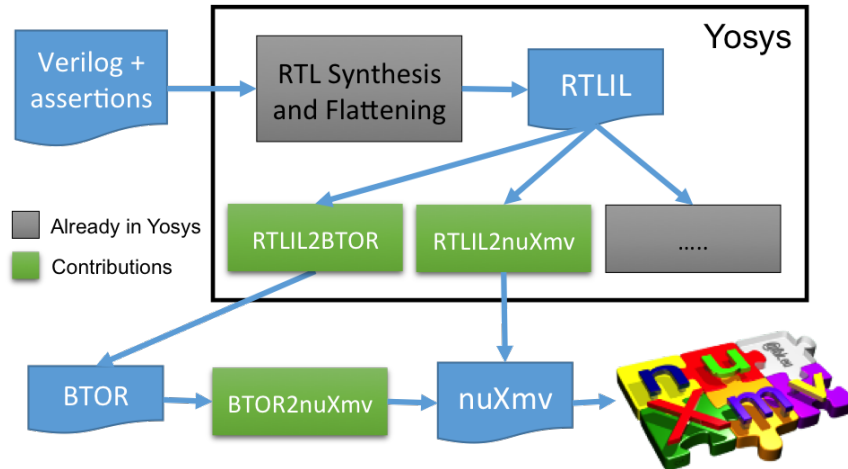 Yosys
Verilog +
assertions
RTL Synthesis
and Flattening
RTLIL
Already in Yosys
Contributions
RTLIL2BTOR
RTLIL2nuXmv
.....
BTOR
BTOR2nuXmv
nuXmv
n u
X m v